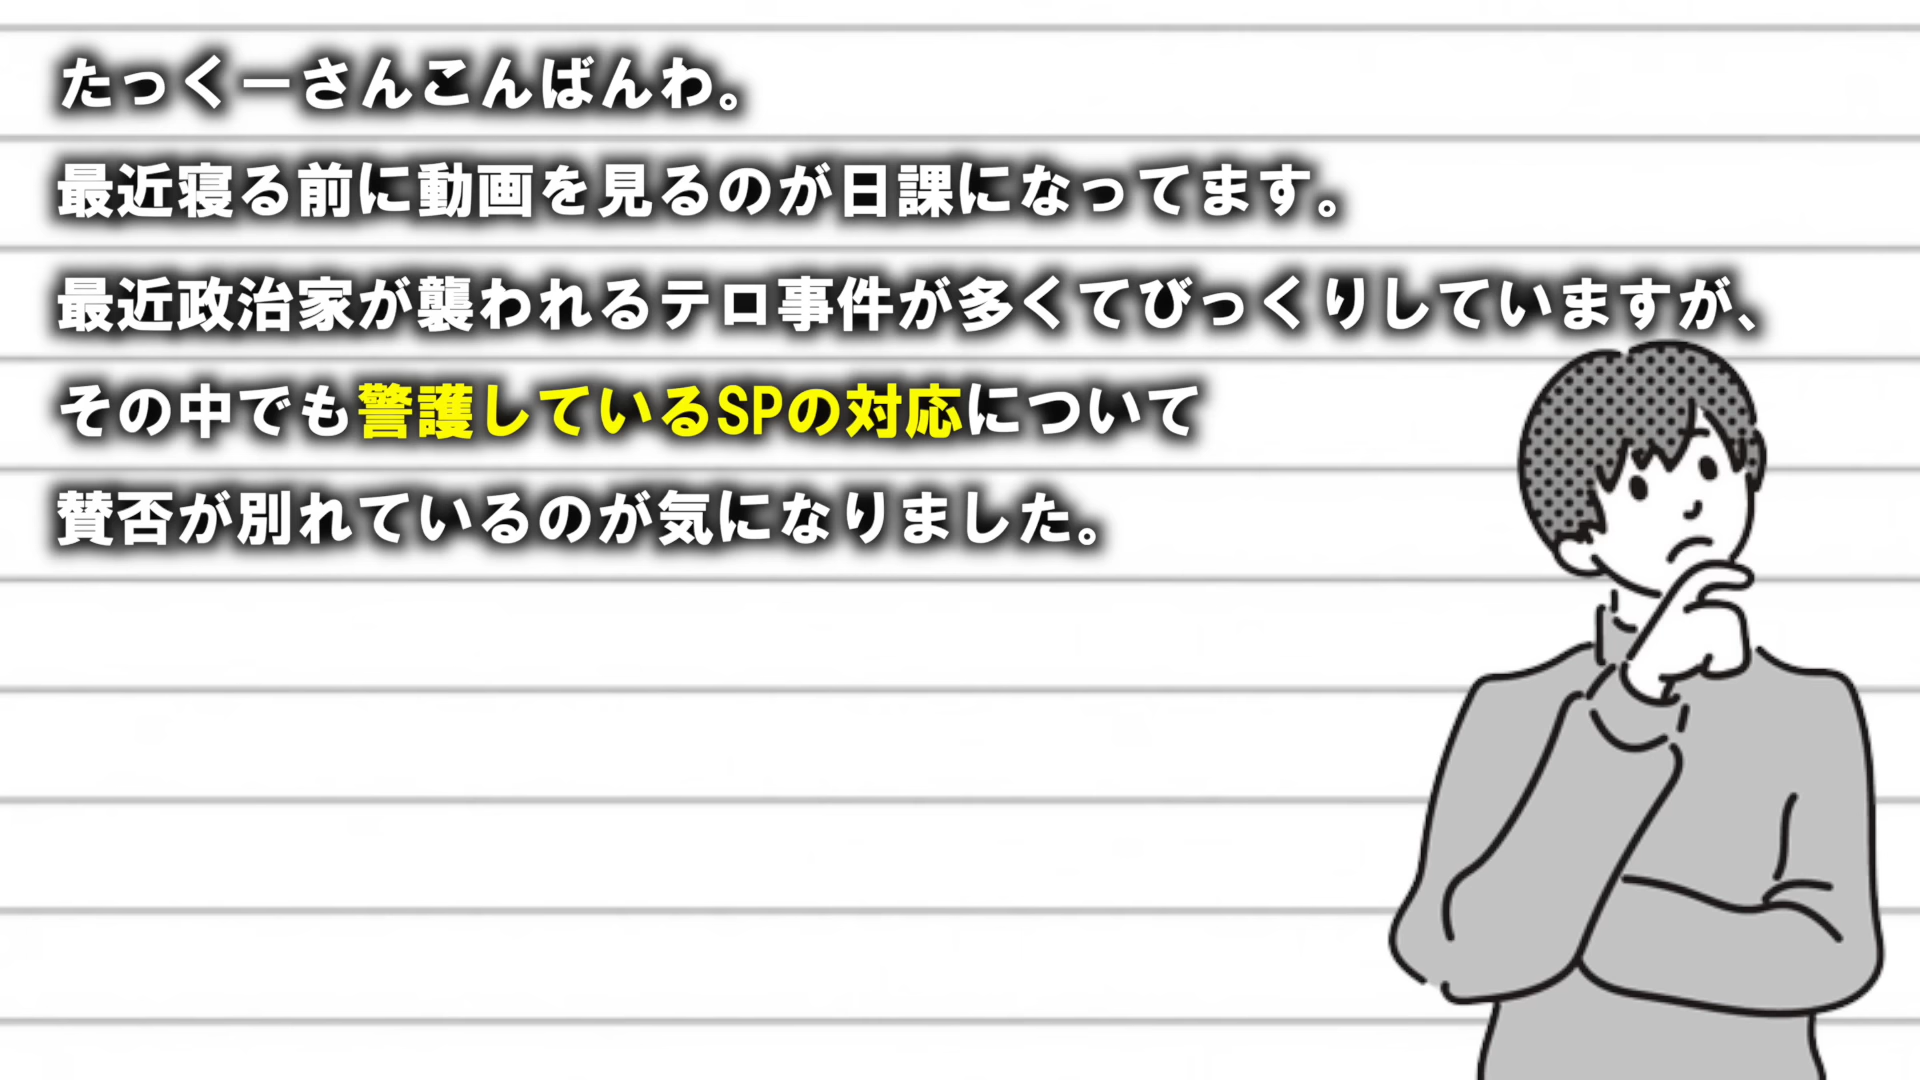 たっくーさんこんばんわ。
最近寝る前に動画を見るのが日課になってます。
最近政治家が襲われるテロ事件が多くてびっくりしていますが、
その中でも警護しているSPの対応について
賛否が別れているのが気になりました。